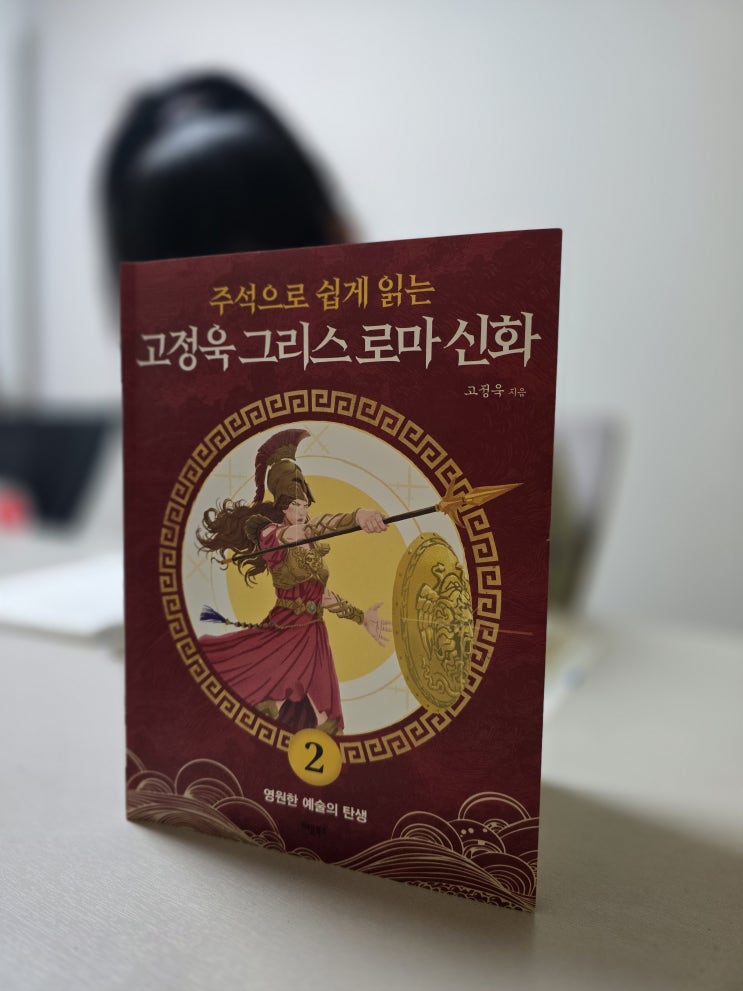 주석으로 쉽게 읽는
고정욱 그리스 로마 신화
고정욱 지음
2
영원한 예술의 탄생